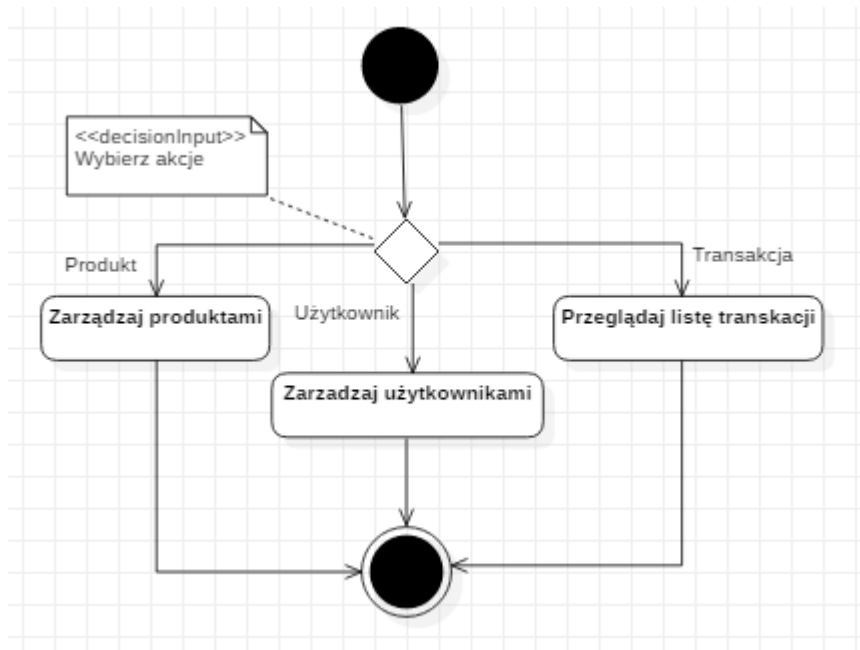 <<decisionInput>>
Wybierz akcje
Produkt
Transakcja
Użytkownik
Zarządzaj produktami
Przeglądaj listę transkacji
Zarzadzaj użytkownikami